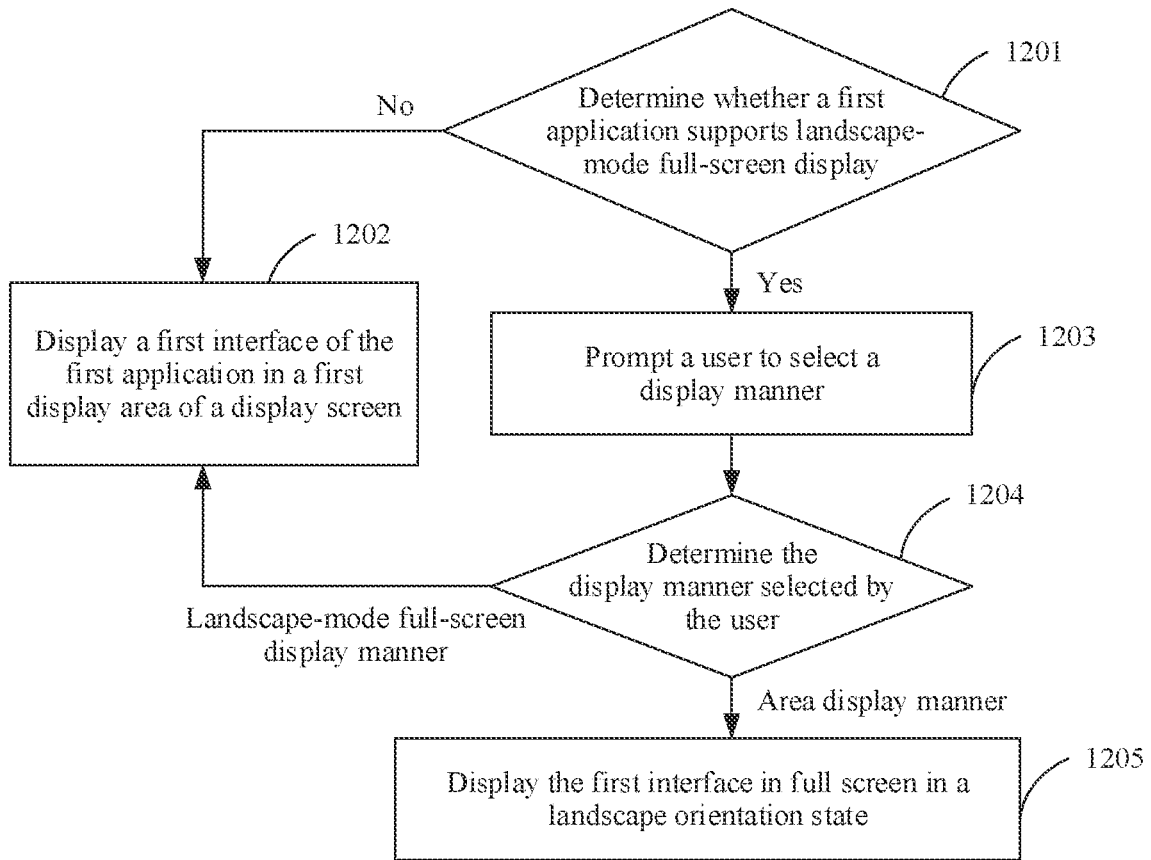 1201
Determine whether a first
application supports landscape-
mode full-screen display
No
Yes
1202
Display a first interface of the
first application in a first
display area of a display screen
1203
Prompt a user to select a
display manner
1204
Determine the
display manner selected by
the user
Landscape-mode full-screen
display manner
Area display manner
1205
Display the first interface in full screen in a
landscape orientation state